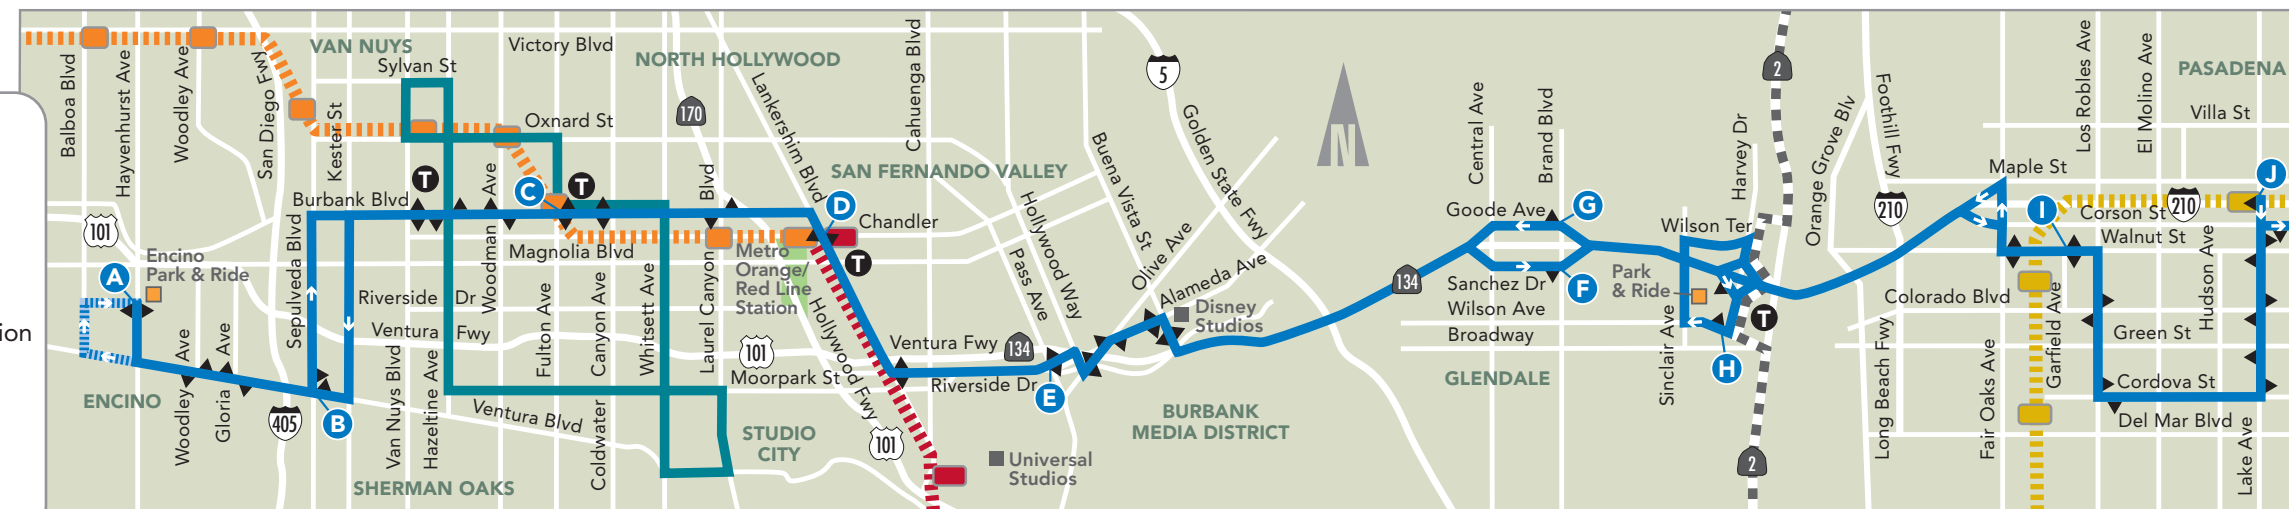 ion
Balboa Blvd
Hayvenhurst Ave
Woodley Ave
San Diego Fwy
VAN NUYS
Sylvan St
Victory Blvd
Kester St
Oxnard St
NORTH HOLLYWOOD
170
Lankershim Blvd
Cahuenga Blvd
5
Golden State Fwy
SAN FERNANDO VALLEY
Buena Vista St
Hollywood Way
Pass Ave
Olive Ave
Alameda Ave
N
Central Ave
Brand Blvd
Harvey Dr
2
Orange Grove Blv
Foothill Fwy
210
Los Robles Ave
El Molino Ave
PASADENA
Villa St
Maple St
J
I
Corson St
210
Walnut St
101
A
Encino
Park & Ride
Burbank Blvd
T
C
T
Blvd
Ave
D
Chandler
T
Magnolia Blvd
Metro
Orange/
Red Line
Station
Sepulveda Blvd
Riverside Dr
Ventura Fwy
Woodman
Fulton Ave
Canyon Ave
Whitsett Ave
Laurel Canyon
101
Moorpark St
Hollywood Fwy
Ventura Fwy
134
Riverside Dr
E
Disney
Studios
134
Goode Ave
G
Sanchez Dr
F
Wilson Ave
Broadway
GLENDALE
Wilson Ter
Park
& Ride
Sinclair Ave
T
H
2
Colorado Blvd
Long Beach Fwy
Fair Oaks Ave
Garfield Ave
Hudson Ave
Green St
Cordova St
Del Mar Blvd
Lake Ave
ENCINO
Woodley Ave
Gloria Ave
405
B
Van Nuys Blvd
Hazeltine Ave
Ventura Blvd
Coldwater
SHERMAN OAKS
STUDIO
CITY
101
Universal
Studios
BURBANK
MEDIA DISTRICT